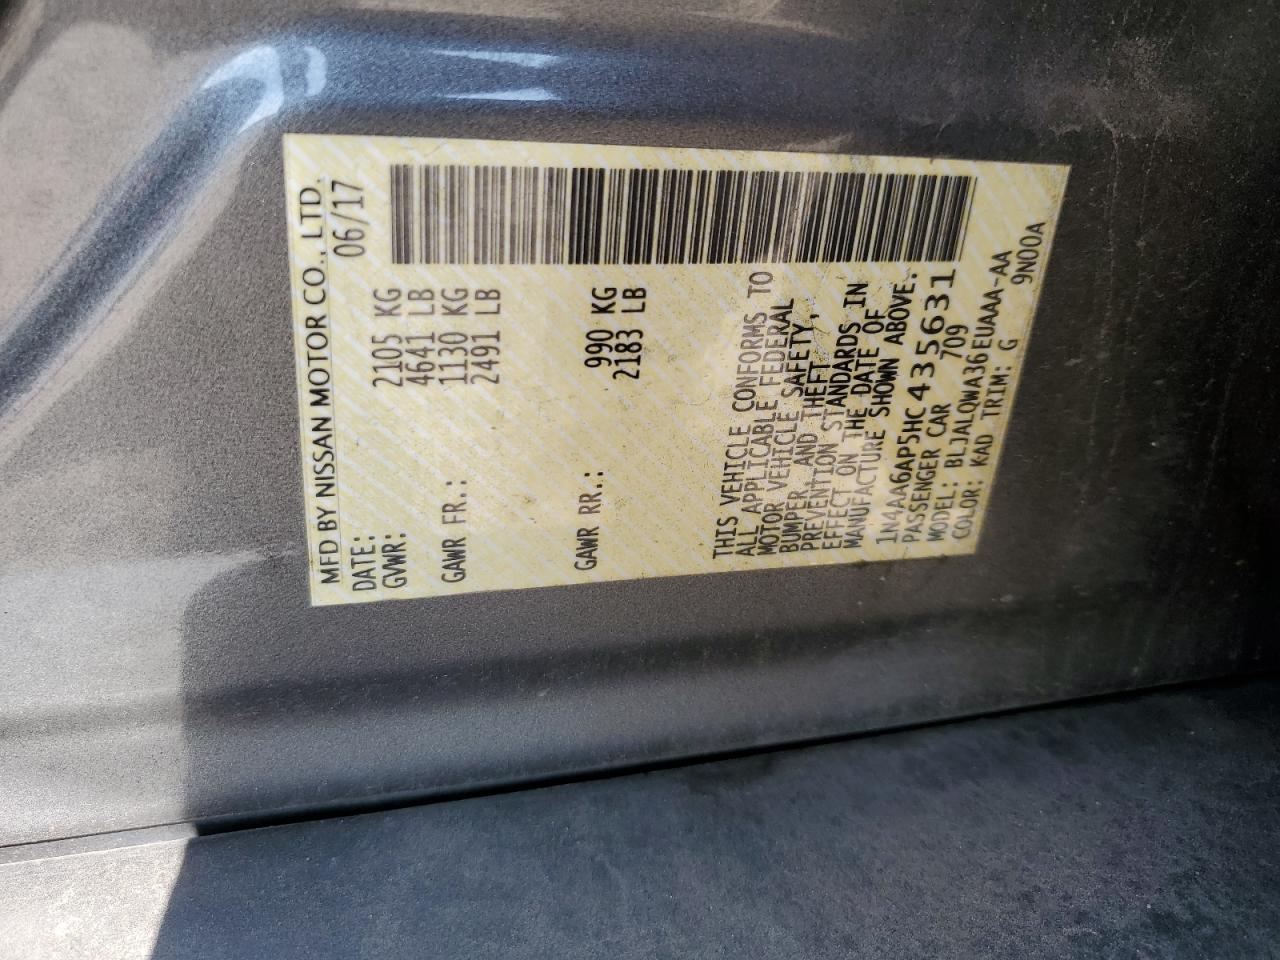 MFD BY NISSAN MOTOR CO., LTD.
DATE: 06/17
GVWR: 2105 KG
4641 LB
GAWR FR.: 1130 KG
2491 LB
GAWR RR.: 990 KG
2183 LB
THIS VEHICLE CONFORMS TO
ALL APPLICABLE FEDERAL
MOTOR VEHICLE SAFETY,
BUMPER, AND THEFT
PREVENTION STANDARDS IN
EFFECT ON THE DATE OF
MANUFACTURE SHOWN ABOVE.
1N4AA6AP5HC435631
PASSENGER CAR 709
MODEL: BLJALQWA36EUAAA-AA
COLOR: KAD TRIM: G 9N00A